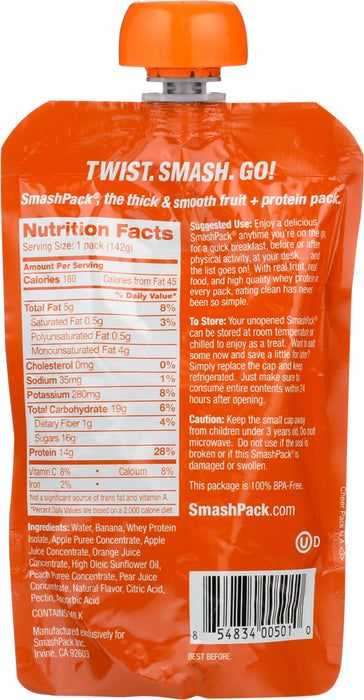 TWIST. SMASH. GO!
SmashPack®, the thick & smooth fruit + protein pack.
Nutrition Facts
Serving Size: 1 pack (142g)
Amount Per Serving
Calories 180 Calories from Fat 45
% Daily Value*
Total Fat 5g 8%
Saturated Fat 0.5g 3%
Polyunsaturated Fat 0.5g
Monounsaturated Fat 4g
Cholesterol 0mg 0%
Sodium 35mg 1%
Potassium 280mg 8%
Total Carbohydrate 19g 6%
Dietary Fiber 1g 4%
Sugars 16g
Protein 14g 28%
Vitamin C 8% • Calcium 8%
Iron 2% •
Not a significant source of trans fat and vitamin A.
*Percent Daily Values are based on a 2,000 calorie diet.
Ingredients: Water, Banana, Whey Protein
Isolate, Apple Puree Concentrate, Apple
Juice Concentrate, Orange Juice
Concentrate, High Oleic Sunflower Oil,
Peach Puree Concentrate, Pear Juice
Concentrate, Natural Flavor, Citric Acid,
Pectin, Ascorbic Acid
CONTAINS MILK
Manufactured exclusively for
SmashPack Inc.
Irvine, CA 92603
Suggested Use: Enjoy a delicious
SmashPack® anytime you're on the go,
for a quick breakfast, before or after
physical activity, at your desk... and
the list goes on! With real fruit, real
food, and high quality whey protein in
every pack, eating clean has never
been so simple.
To Store: Your unopened SmashPack®
can be stored at room temperature or
chilled to enjoy as a treat. Want to eat
some now and save a little for later?
Simply replace the cap and keep
refrigerated. Just make sure to
consume entire contents within 24
hours after opening.
Caution: Keep the small cap away
from children under 3 years old. Do not
microwave. Do not use if the seal is
broken or if this SmashPack® is
damaged or swollen.
This package is 100% BPA-Free.
SmashPack.com
U D
8 54834 00501 0
BEST BEFORE: